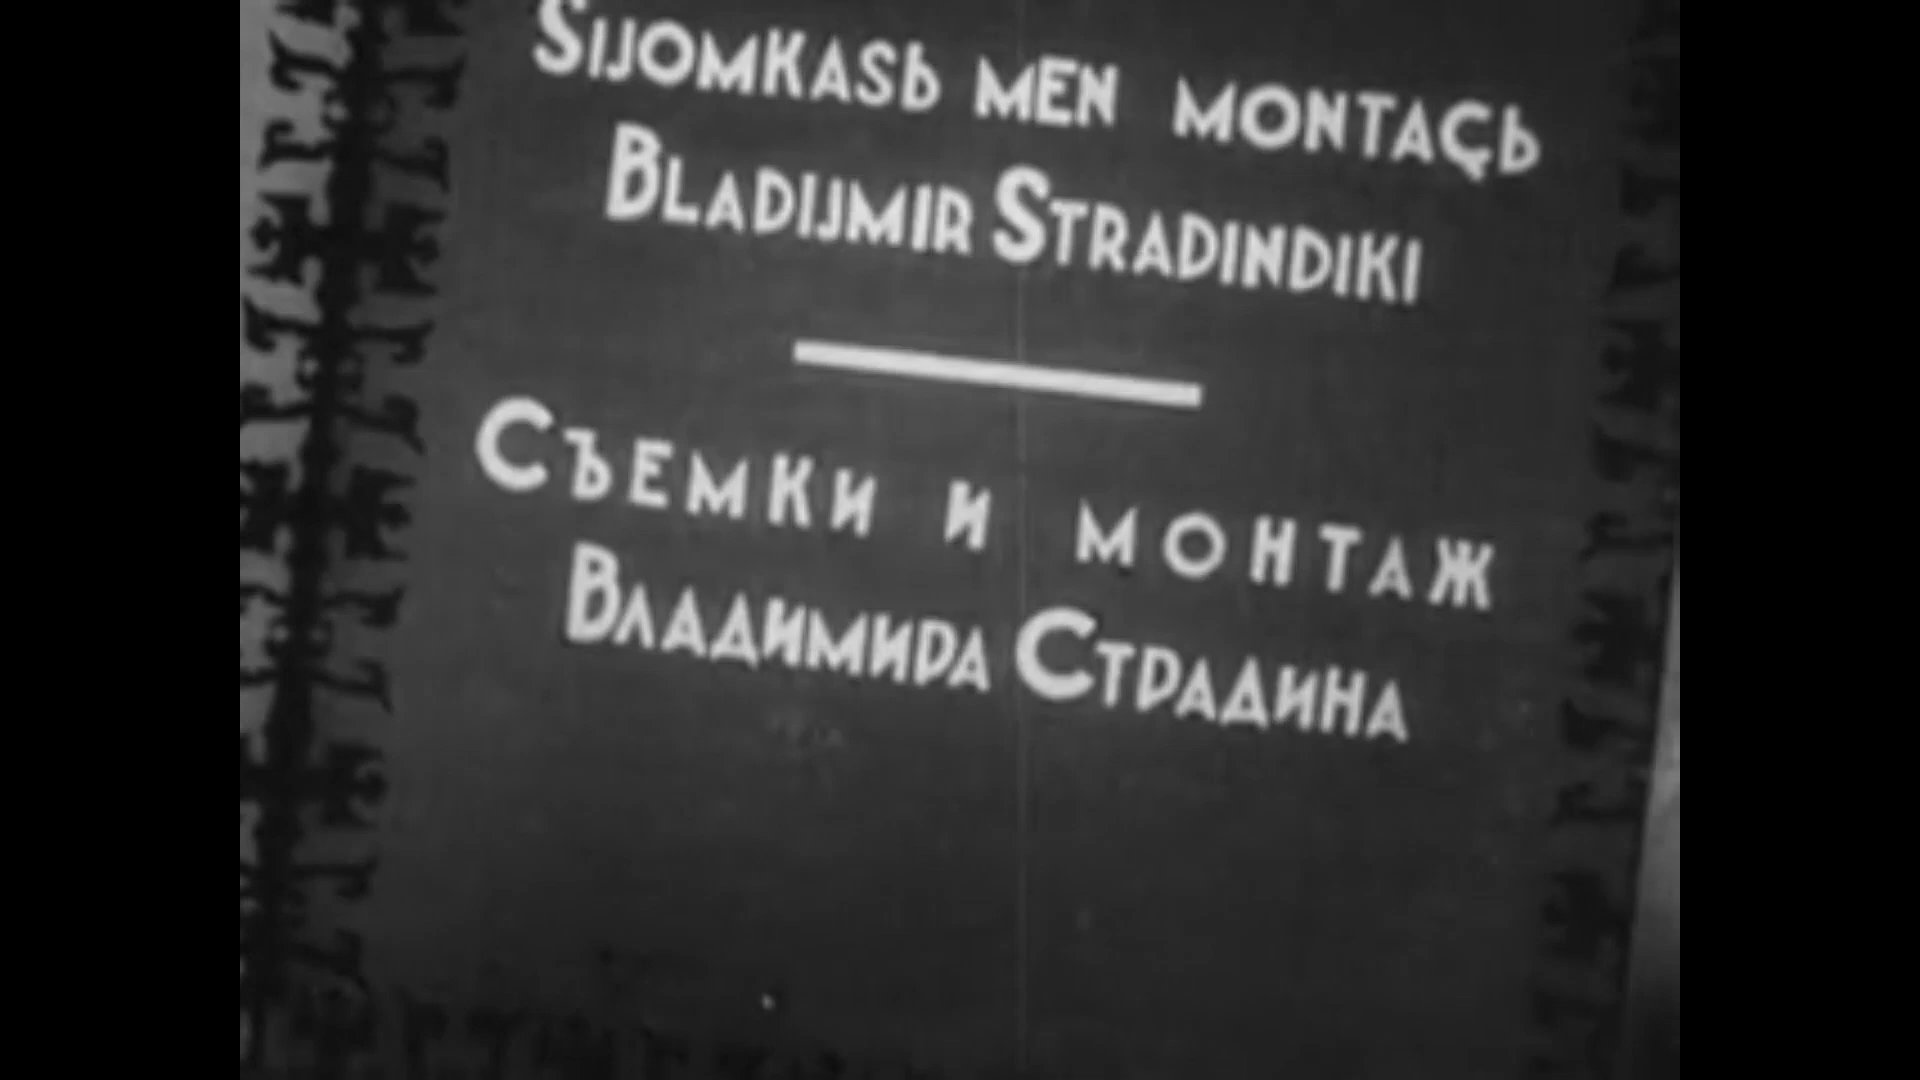 Sijomkasь men montaçь
Bladijmir Stradindiki
Съемки и монтаж
Владимира Страдина